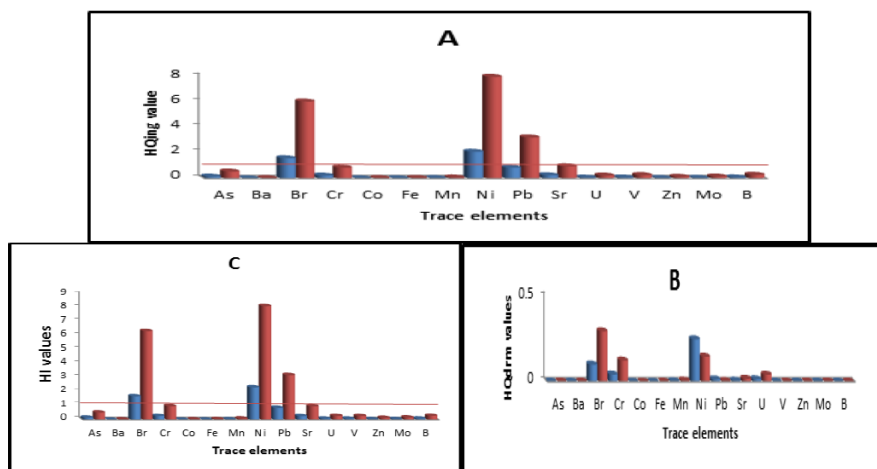 A
HQing value
8
6
4
2
0
As Ba Br Cr Co Fe Mn Ni Pb Sr U V Zn Mo B
Trace elements
C
HI values
9
8
7
6
5
4
3
2
1
0
As Ba Br Cr Co Fe Mn Ni Pb Sr U V Zn Mo B
Trace elements
B
HQdrm values
0.5
0
As Ba Br Cr Co Fe Mn Ni Pb Sr U V Zn Mo B
Trace elements